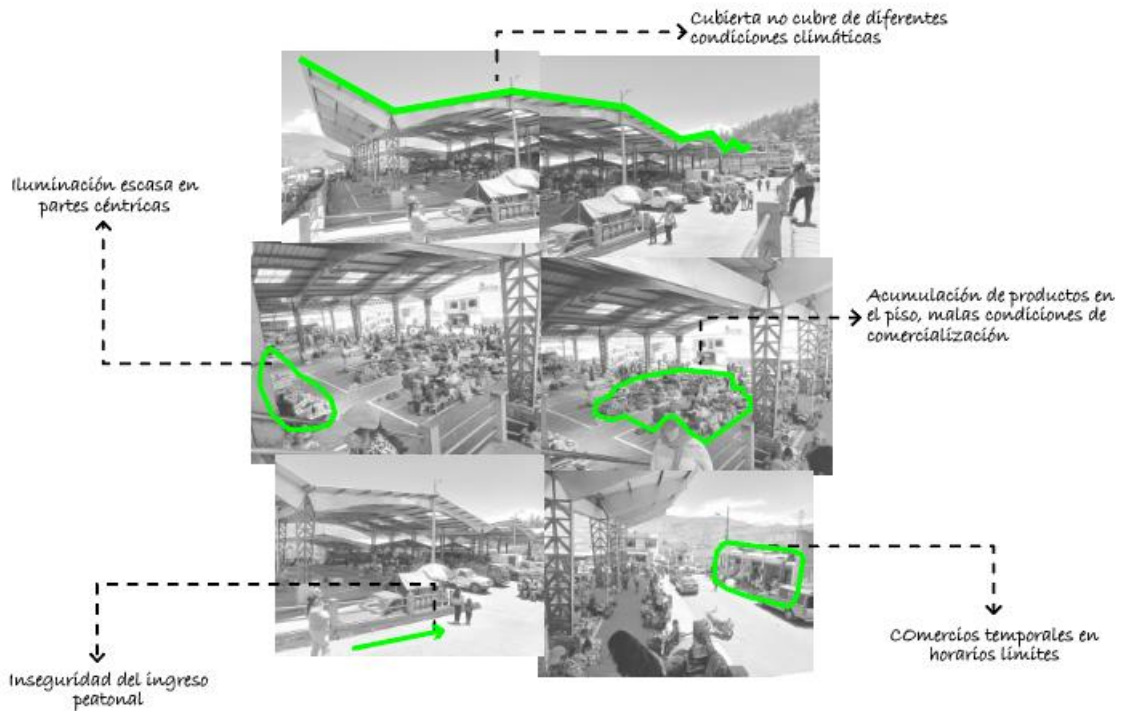 Cubierta no cubre de diferentes
condiciones climáticas
Iluminación escasa en
partes céntricas
Acumulación de productos en
el piso, malas condiciones de
comercialización
Inseguridad del ingreso
peatonal
COmercios temporales en
horarios límites